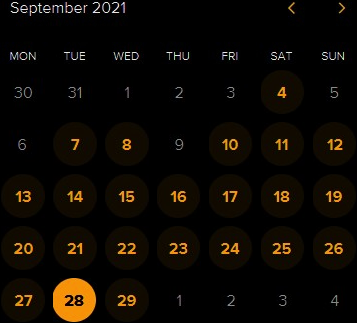 September 2021
MON TUE WED THU FRI SAT SUN
30 31 1 2 3 4 5
6 7 8 9 10 11 12
13 14 15 16 17 18 19
20 21 22 23 24 25 26
27 28 29 1 2 3 4